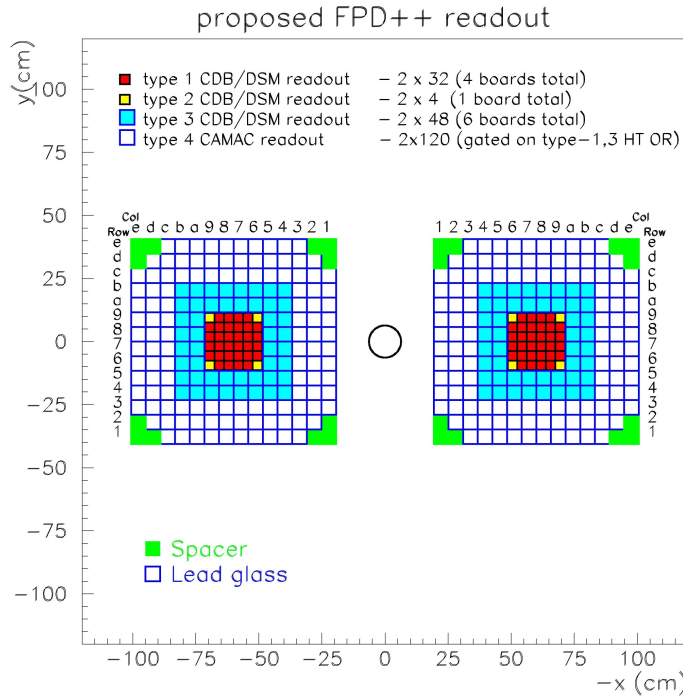 proposed FPD++ readout
y(cm)
type 1 CDB/DSM readout – 2 x 32 (4 boards total)
type 2 CDB/DSM readout – 2 x 4 (1 board total)
type 3 CDB/DSM readout – 2 x 48 (6 boards total)
type 4 CAMAC readout – 2x120 (gated on type–1,3 HT OR)
100
75
50
25
0
−25
−50
−75
−100
Col
e d c b a 9 8 7 6 5 4 3 2 1
Row
e
d
c
b
a
9
8
7
6
5
4
3
2
1
1 2 3 4 5 6 7 8 9 a b c d e
Col
Row
e
d
c
b
a
9
8
7
6
5
4
3
2
1
Spacer
Lead glass
−100 −75 −50 −25 0 25 50 75 100
−x (cm)